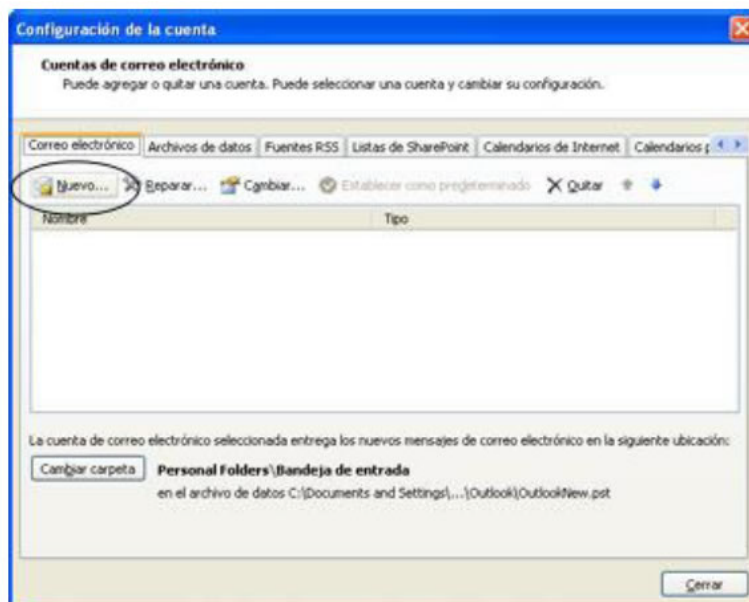 Configuración de la cuenta
Cuentas de correo electrónico
Puede agregar o quitar una cuenta. Puede seleccionar una cuenta y cambiar su configuración.
Correo electrónico Archivos de datos Fuentes RSS Listas de SharePoint Calendarios de Internet Calendarios p
Nuevo... Reparar... Cambiar... Establecer como predeterminado Quitar
Nombre Tipo
La cuenta de correo electrónico seleccionada entrega los nuevos mensajes de correo electrónico en la siguiente ubicación:
Cambiar carpeta Personal Folders\Bandeja de entrada
en el archivo de datos C:\Documents and Settings\...\Outlook\OutlookNew.pst
Cerrar